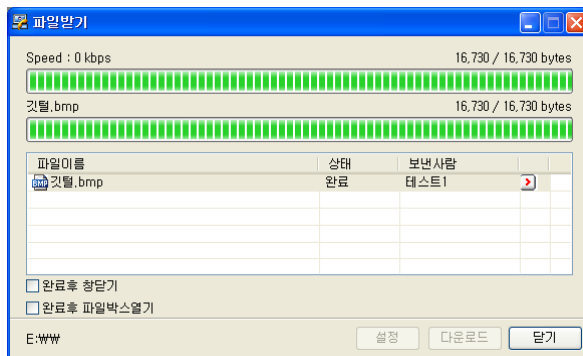 파일받기
Speed : 0 kbps 16,730 / 16,730 bytes
깃털.bmp 16,730 / 16,730 bytes
파일이름 상태 보낸사람
깃털.bmp 완료 테스트1
완료후 창닫기
완료후 파일박스열기
E:₩₩ 설정 다운로드 닫기